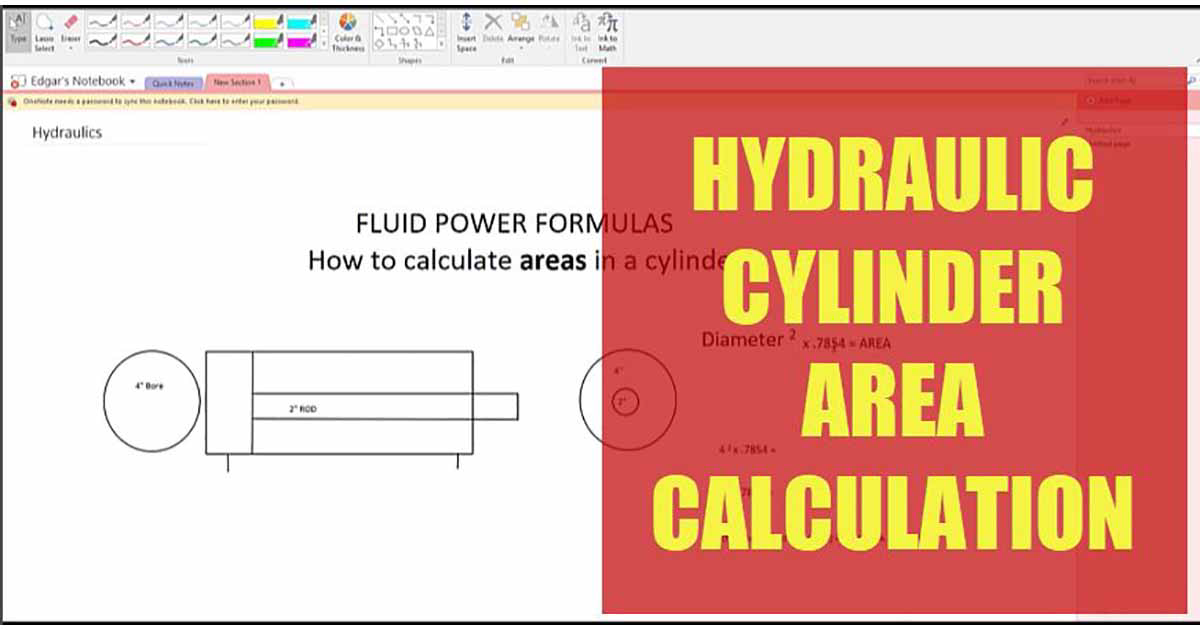 Type
Lasso Select
Eraser
Color & Thickness
Insert Space
Delete
Arrange
Rotate
Ink to Text
Ink to Math
Tools
Shapes
Edit
Convert
Edgar's Notebook
Quick Notes
New Section 1
OneNote needs a password to sync this notebook. Click here to enter your password.
Hydraulics
FLUID POWER FORMULAS
How to calculate areas in a cylinde
4" Bore
2" ROD
Diameter ² x .7854 = AREA
4"
2"
4 ² x .7854 =
HYDRAULIC
CYLINDER
AREA
CALCULATION